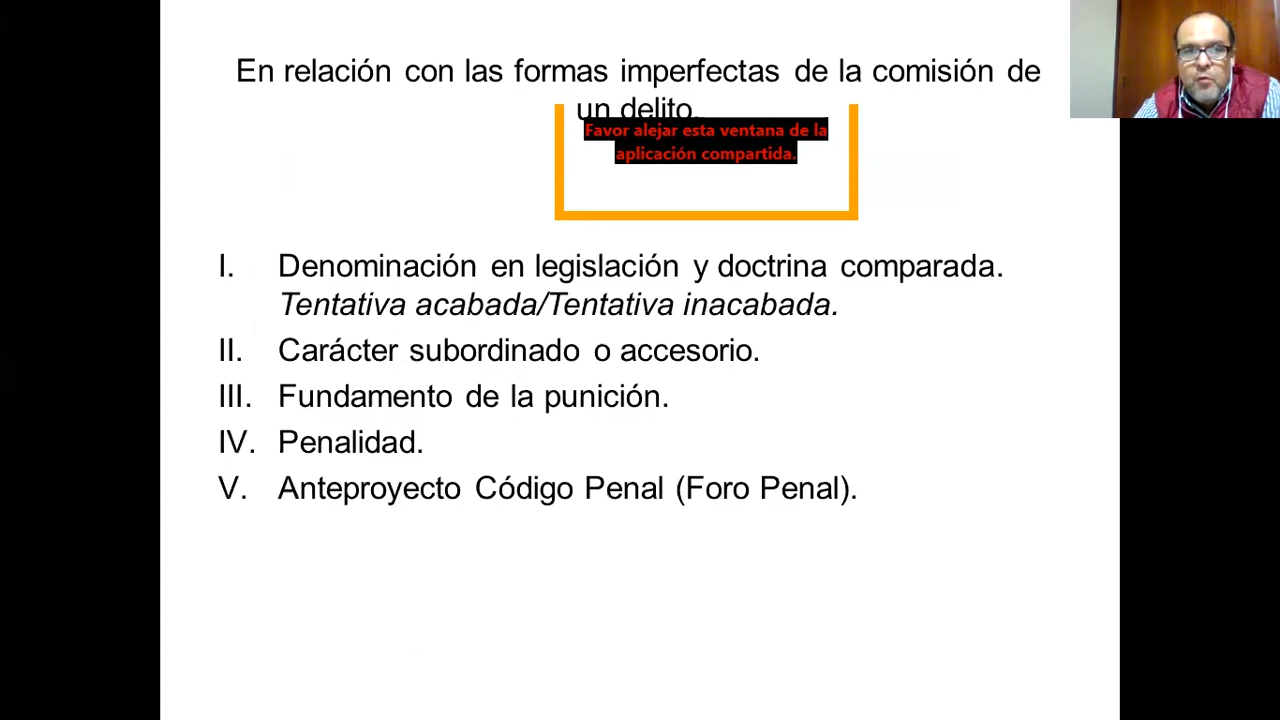 En relación con las formas imperfectas de la comisión de
un delito.
Favor alejar esta ventana de la
aplicación compartida.
I. Denominación en legislación y doctrina comparada.
Tentativa acabada/Tentativa inacabada.
II. Carácter subordinado o accesorio.
III. Fundamento de la punición.
IV. Penalidad.
V. Anteproyecto Código Penal (Foro Penal).